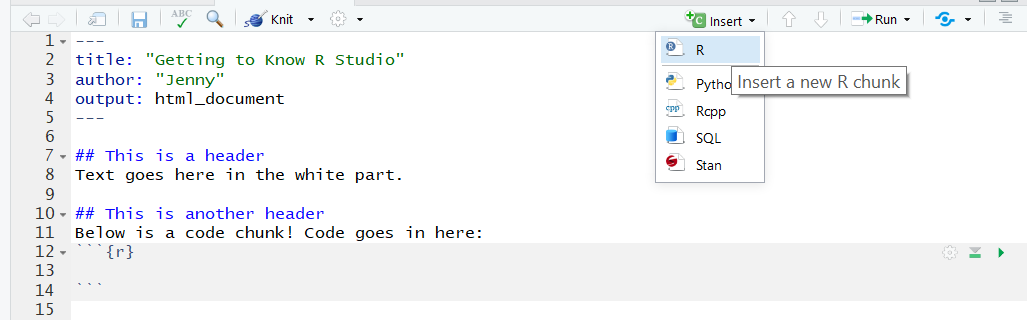 ABC Knit Insert Run
R
Insert a new R chunk
Pytho
Rcpp
SQL
Stan
1 ---
2 title: "Getting to Know R Studio"
3 author: "Jenny"
4 output: html_document
5 ---
6
7 ## This is a header
8 Text goes here in the white part.
9
10 ## This is another header
11 Below is a code chunk! Code goes in here:
12 ```{r}
13
14 ```
15